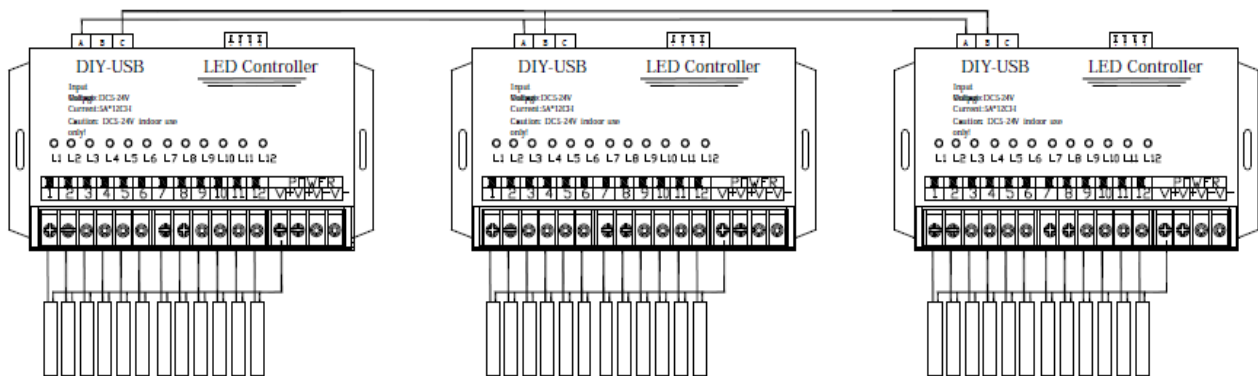 A B C
A B C
A B C
DIY-USB LED Controller
DIY-USB LED Controller
DIY-USB LED Controller
Input
Input
Input
:DC5-24V
:DC5-24V
:DC5-24V
Current:5A*12CH
Current:5A*12CH
Current:5A*12CH
Caution: DC5-24V indoor use
Caution: DC5-24V indoor use
Caution: DC5-24V indoor use
only!
only!
only!
L1 L2 L3 L4 L5 L6 L7 L8 L9 L10 L11 L12
L1 L2 L3 L4 L5 L6 L7 L8 L9 L10 L11 L12
L1 L2 L3 L4 L5 L6 L7 L8 L9 L10 L11 L12
POWER
POWER
POWER
1 2 3 4 5 6 7 8 9 10 11 12 V+V+V-V-
1 2 3 4 5 6 7 8 9 10 11 12 V+V+V-V-
1 2 3 4 5 6 7 8 9 10 11 12 V+V+V-V-